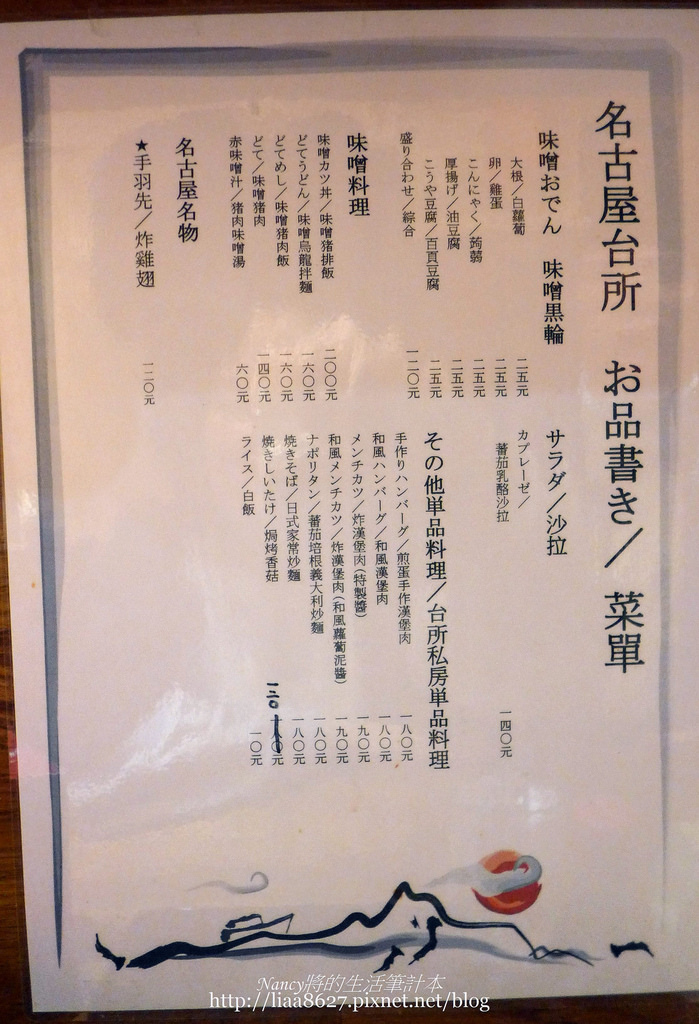 名古屋台所　お品書き／　菜單
味噌おでん　味噌黒輪
大根／白蘿蔔　二五元
卵／雞蛋　二五元
こんにゃく／蒟蒻　二五元
厚揚げ／油豆腐　二五元
こうや豆腐／百頁豆腐　二五元
盛り合わせ／綜合　一二〇元
味噌料理
味噌カツ丼／味噌豬排飯　二〇〇元
どてうどん／味噌烏龍拌麵　一六〇元
どてめし／味噌豬肉飯　一六〇元
どて／味噌豬肉　一四〇元
赤味噌汁／豬肉味噌湯　六〇元
名古屋名物
★手羽先／炸雞翅　一二〇元
サラダ／沙拉
カプレーゼ／
蕃茄乳酪沙拉　一四〇元
その他単品料理／台所私房単品料理
手作りハンバーグ／煎蛋手作漢堡肉　一八〇元
和風ハンバーグ／和風漢堡肉　一八〇元
メンチカツ／炸漢堡肉(特製醬)　一九〇元
和風メンチカツ／炸漢堡肉(和風蘿蔔泥醬)　一九〇元
ナポリタン／蕃茄培根義大利炒麵　一八〇元
焼きそば／日式家常炒麵　一八〇元
焼きしいたけ／焗烤香菇　一二〇
ライス／白飯　一〇元
Nancy將的生活筆計本
http://liaa8627.pixnet.net/blog